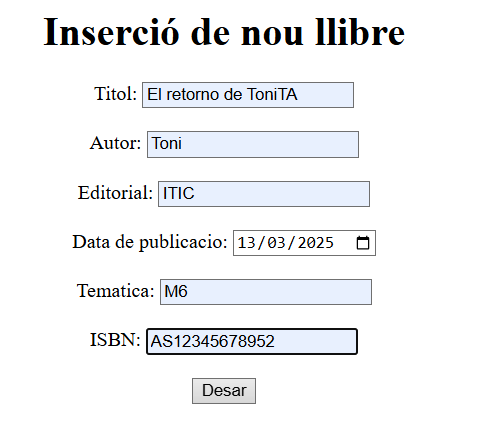 Inserció de nou llibre
Titol: El retorno de ToniTA
Autor: Toni
Editorial: ITIC
Data de publicacio: 13/03/2025
Tematica: M6
ISBN: AS12345678952
Desar